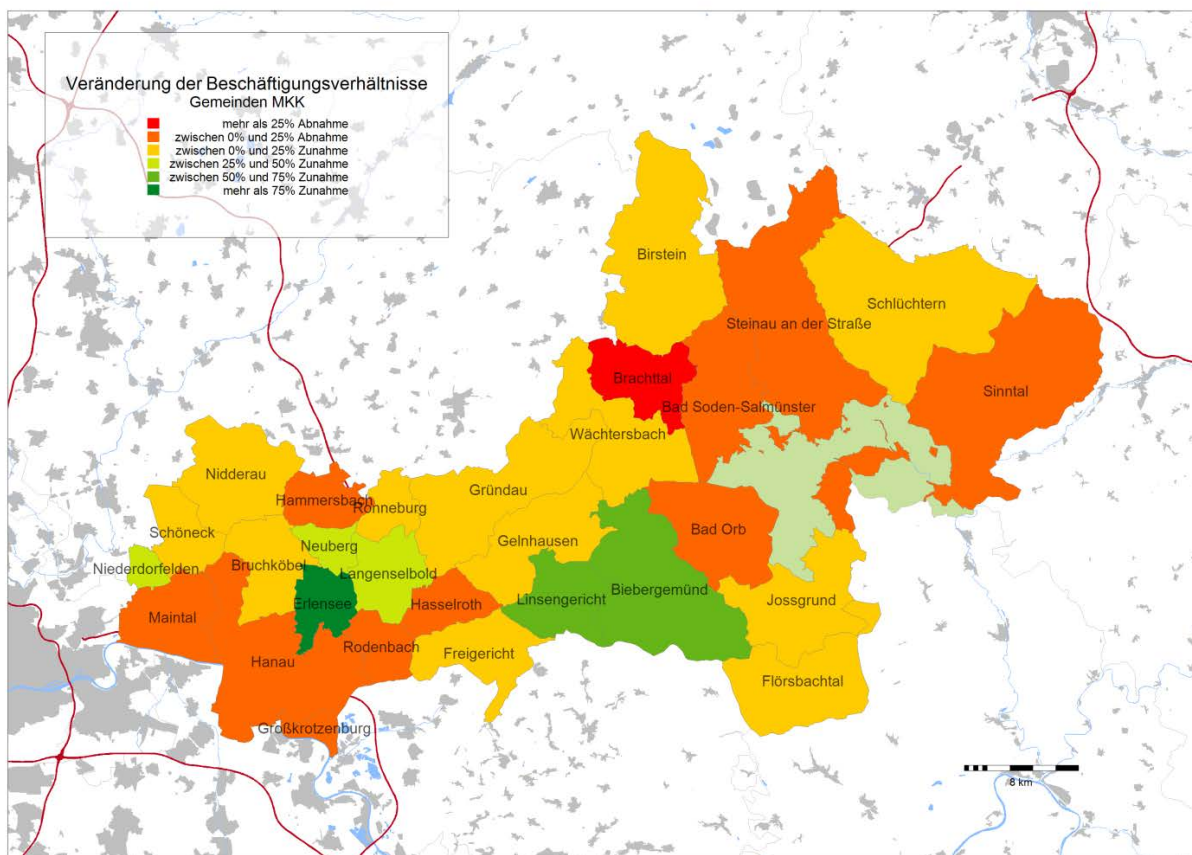 Veränderung der Beschäftigungsverhältnisse
Gemeinden MKK
mehr als 25% Abnahme
zwischen 0% und 25% Abnahme
zwischen 0% und 25% Zunahme
zwischen 25% und 50% Zunahme
zwischen 50% und 75% Zunahme
mehr als 75% Zunahme
Birstein
Schlüchtern
Steinau an der Straße
Brachttal
Sinntal
Bad Soden-Salmünster
Wächtersbach
Nidderau
Gründau
Hammersbach
Ronneburg
Schöneck
Bad Orb
Gelnhausen
Neuberg
Bruchköbel
Niederdorfelden
Langenselbold
Biebergemünd
Linsengericht
Jossgrund
Erlensee
Hasselroth
Maintal
Rodenbach
Freigericht
Hanau
Flörsbachtal
Großkrotzenburg
8 km